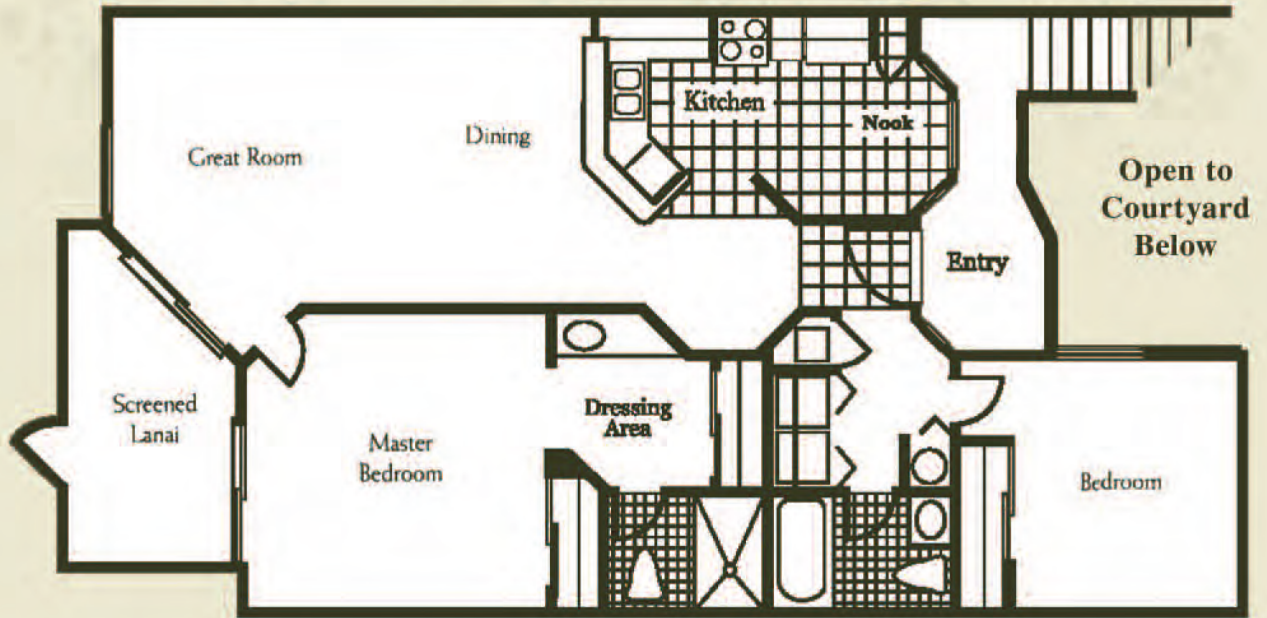 Kitchen
Nook
Dining
Great Room
Open to
Courtyard
Below
Entry
Screened
Lanai
Dressing
Area
Master
Bedroom
Bedroom